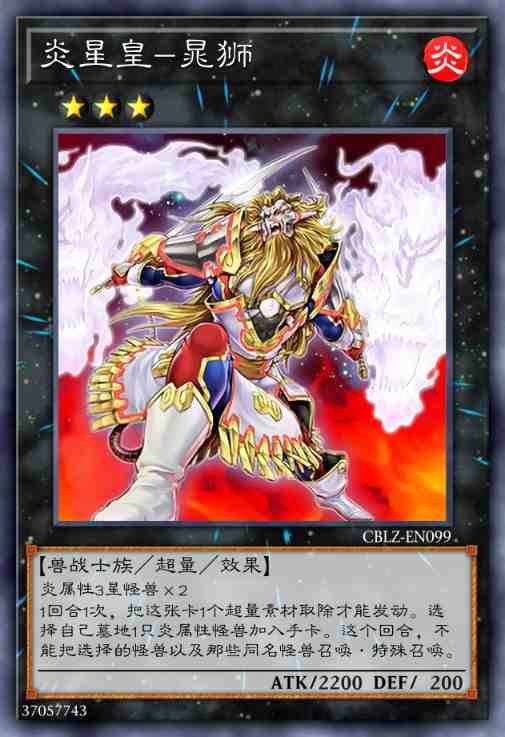 炎星皇-晁狮
炎
CBLZ-EN099
【兽战士族／超量／效果】
炎属性3星怪兽×2
1回合1次，把这张卡1个超量素材取除才能发动。选
择自己墓地1只炎属性怪兽加入手卡。这个回合，不
能把选择的怪兽以及那些同名怪兽召唤·特殊召唤。
ATK/2200 DEF/ 200
37057743